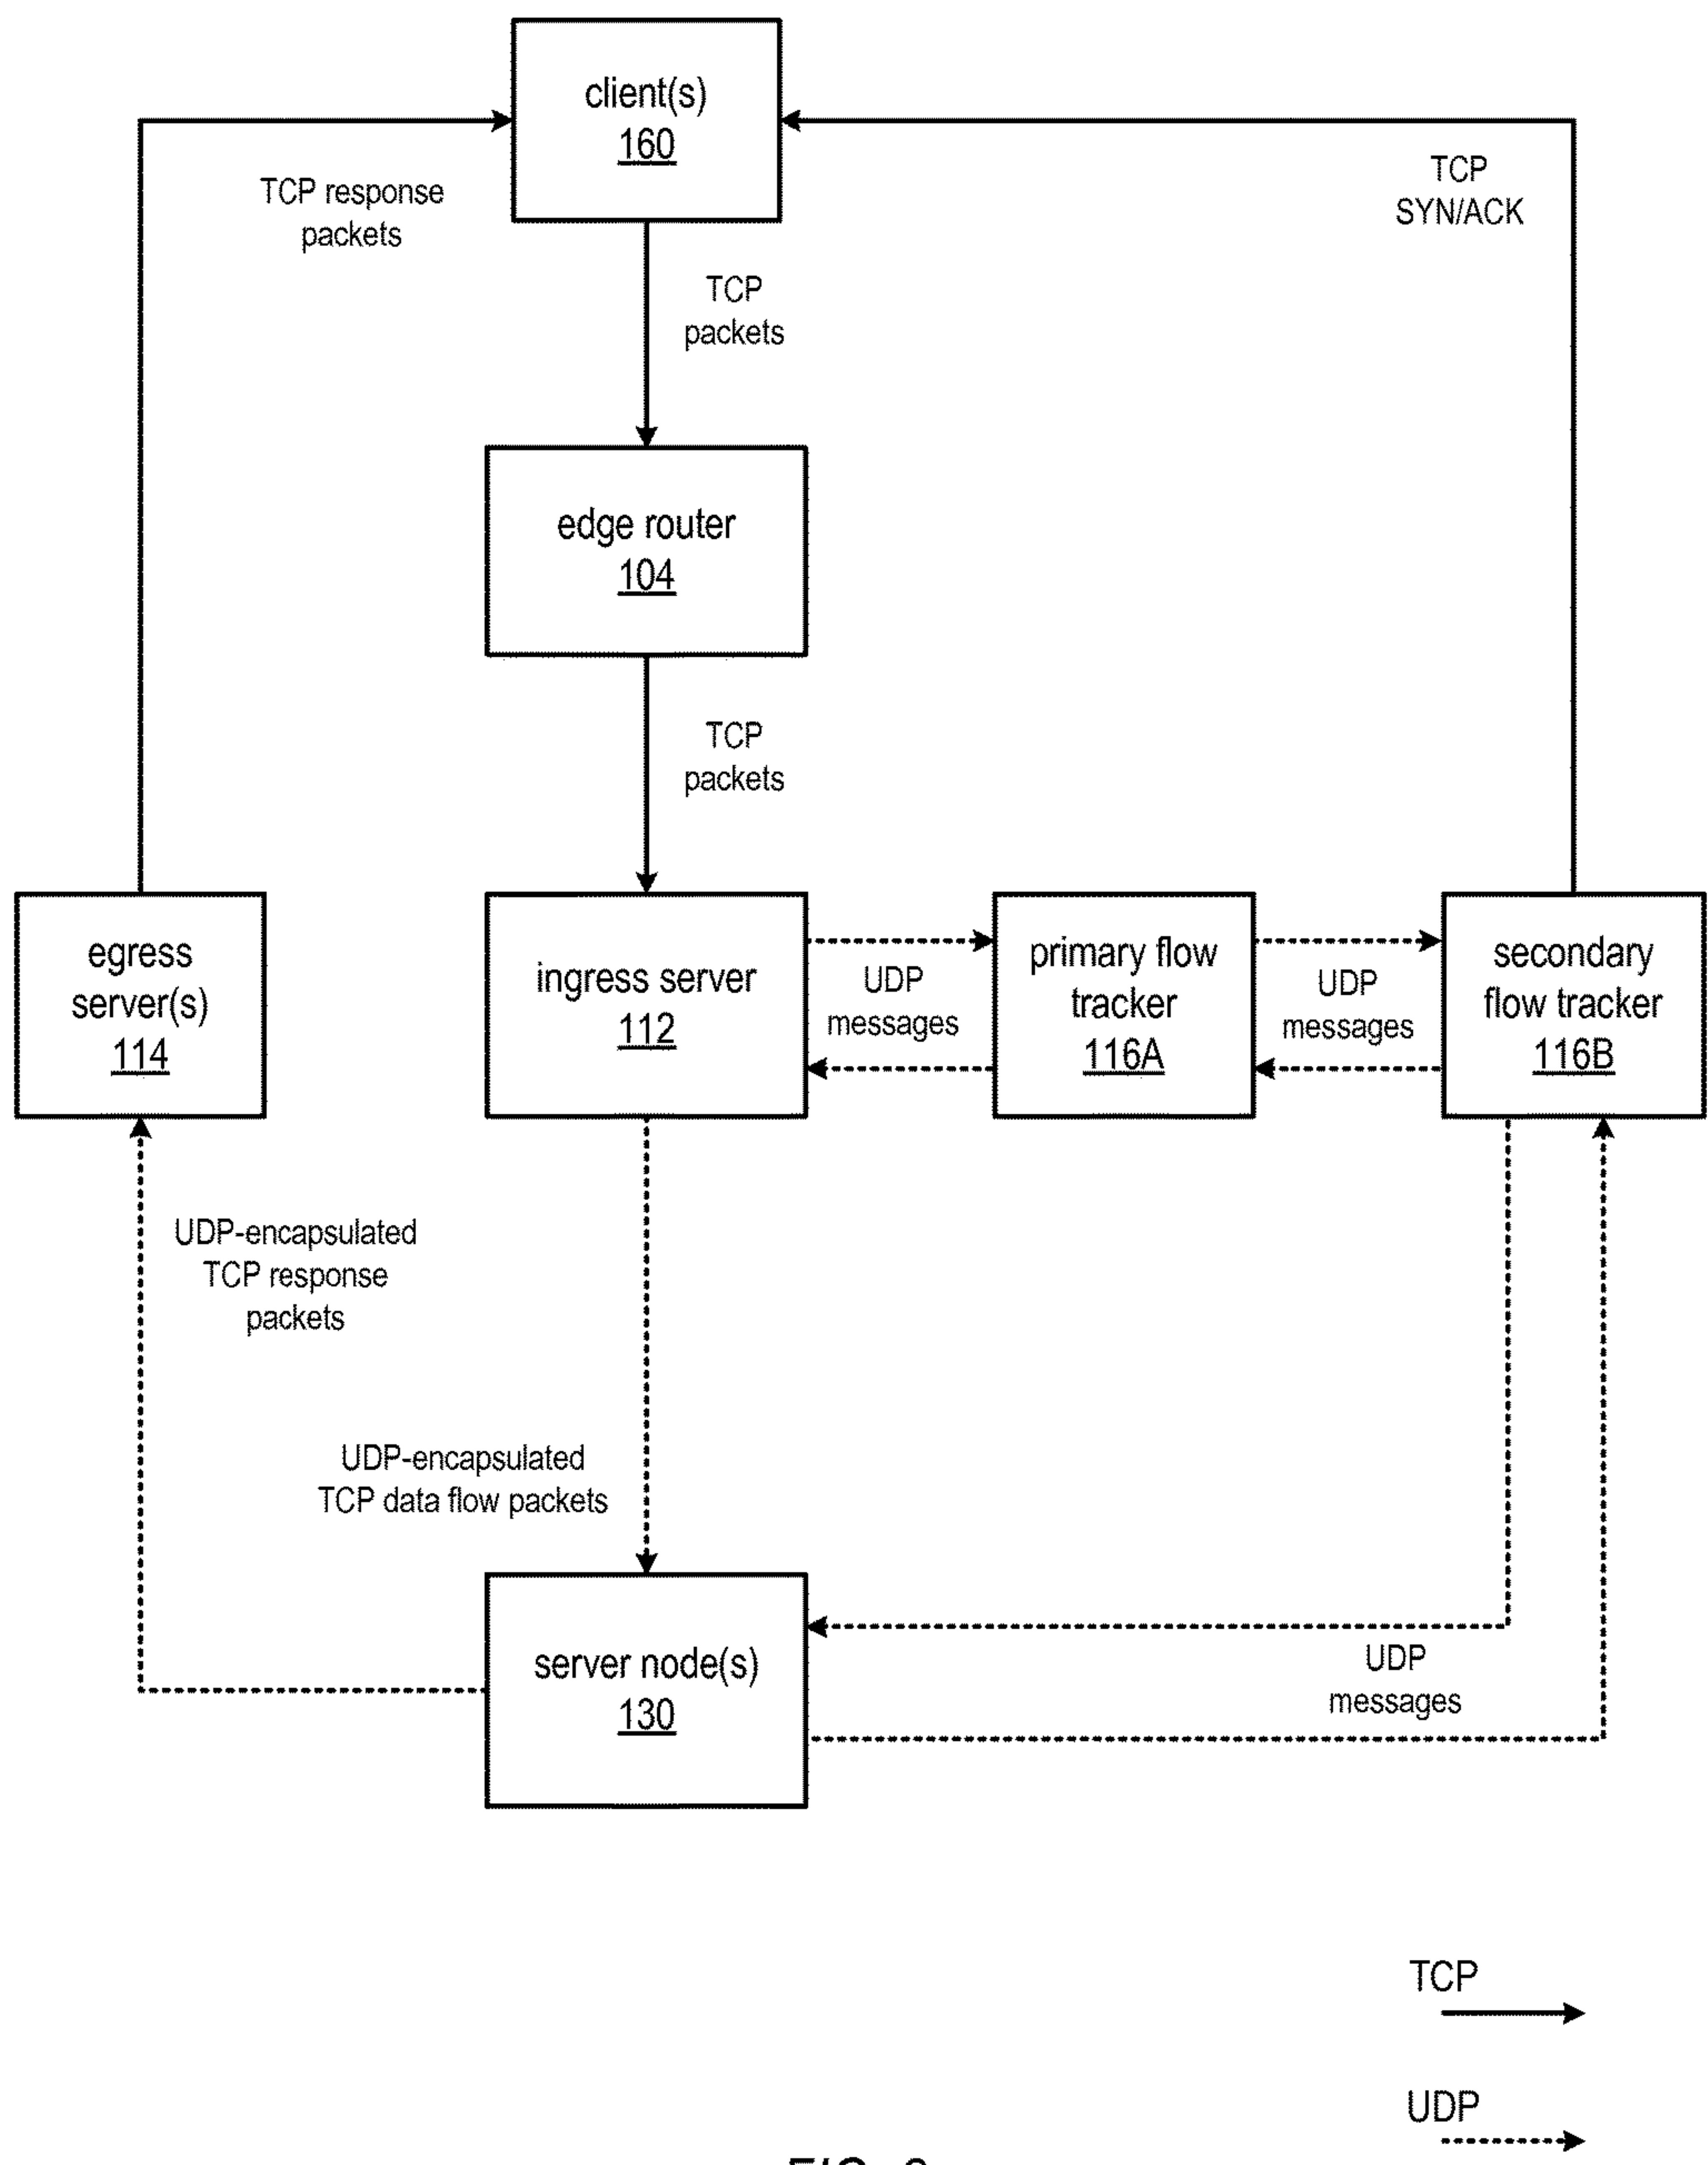 client(s)
160
TCP response
packets
TCP
SYN/ACK
TCP
packets
edge router
104
TCP
packets
egress
server(s)
114
ingress server
112
UDP
messages
primary flow
tracker
116A
UDP
messages
secondary
flow tracker
116B
UDP-encapsulated
TCP response
packets
UDP-encapsulated
TCP data flow packets
server node(s)
130
UDP
messages
TCP
UDP